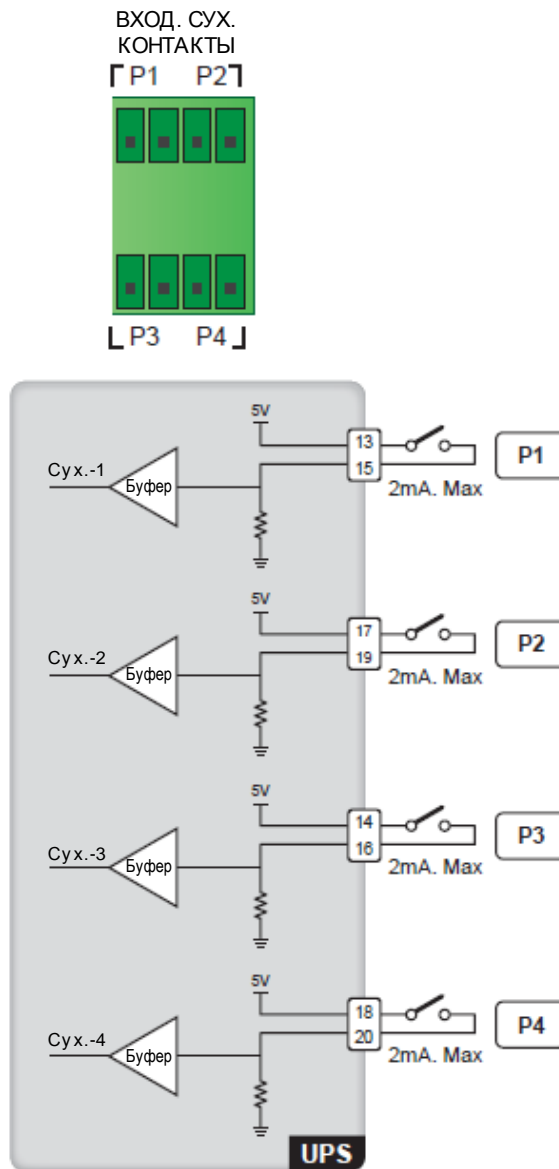 ВХОД. СУХ.
КОНТАКТЫ
P1 P2
P3 P4
5V
13
15
Сух.-1
Буфер
2mA. Max
P1
5V
17
19
Сух.-2
Буфер
2mA. Max
P2
5V
14
16
Сух.-3
Буфер
2mA. Max
P3
5V
18
20
Сух.-4
Буфер
2mA. Max
P4
UPS